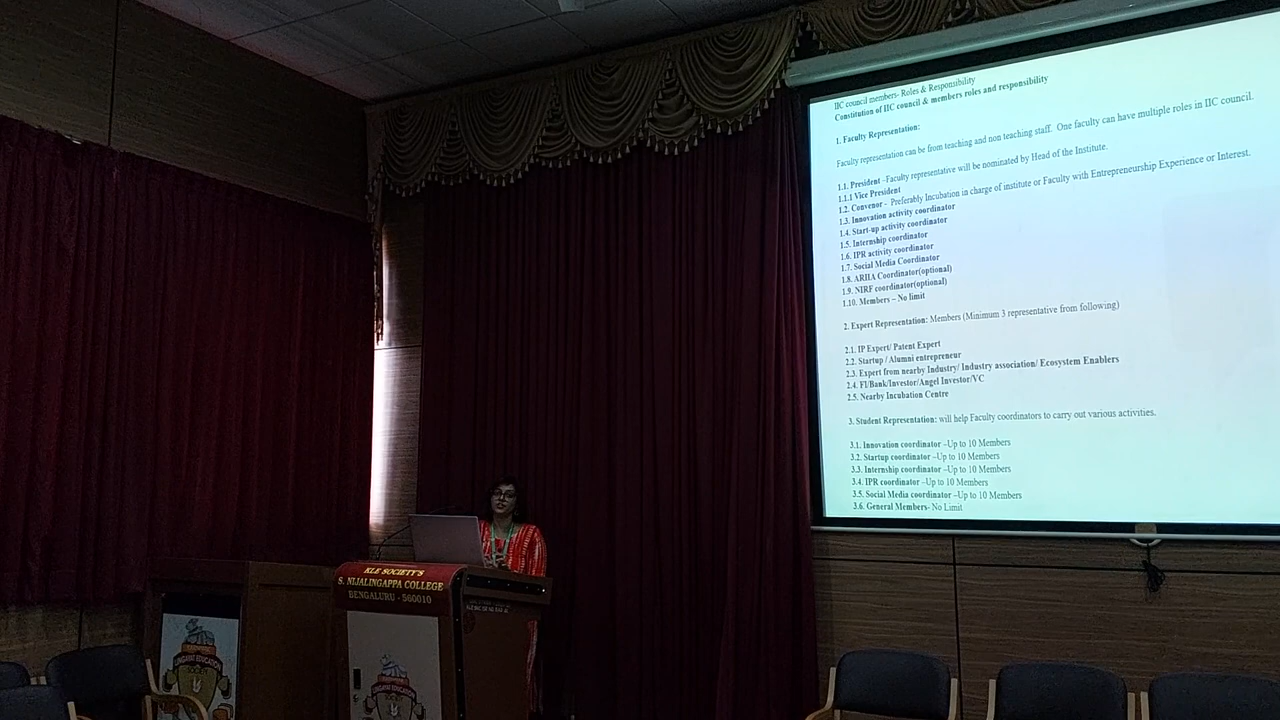 IIC council members- Roles & Responsibility
Constitution of IIC council & members roles and responsibility
1. Faculty Representation:
Faculty representation can be from teaching and non teaching staff. One faculty can have multiple roles in IIC council.
1.1. President –Faculty representative will be nominated by Head of the Institute.
1.1.1 Vice President
1.2. Convenor - Preferably Incubation in charge of institute or Faculty with Entrepreneurship Experience or Interest.
1.3. Innovation activity coordinator
1.4. Start-up activity coordinator
1.5. Internship coordinator
1.6. IPR activity coordinator
1.7. Social Media Coordinator
1.8. ARIIA Coordinator(optional)
1.9. NIRF coordinator(optional)
1.10. Members – No limit
2. Expert Representation: Members (Minimum 3 representative from following)
2.1. IP Expert/ Patent Expert
2.2. Startup / Alumni entrepreneur
2.3. Expert from nearby Industry/ Industry association/ Ecosystem Enablers
2.4. FI/Bank/Investor/Angel Investor/VC
2.5. Nearby Incubation Centre
3. Student Representation: will help Faculty coordinators to carry out various activities.
3.1. Innovation coordinator –Up to 10 Members
3.2. Startup coordinator –Up to 10 Members
3.3. Internship coordinator –Up to 10 Members
3.4. IPR coordinator –Up to 10 Members
3.5. Social Media coordinator –Up to 10 Members
3.6. General Members- No Limit
KLE SOCIETY'S
S. NIJALINGAPPA COLLEGE
BENGALURU - 560010
LINGAYAT EDUCATION
LINGAYAT EDUCATION